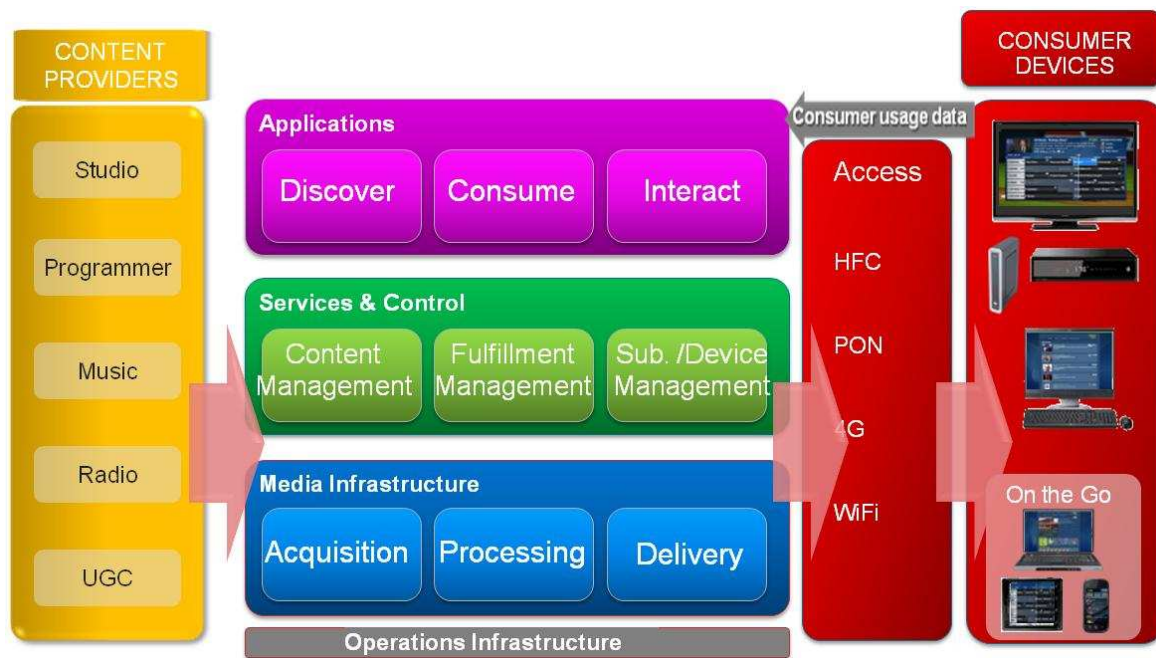 CONTENT
PROVIDERS
Studio
Programmer
Music
Radio
UGC
Applications
Discover
Consume
Interact
Services & Control
Content
Management
Fulfillment
Management
Sub. /Device
Management
Media Infrastructure
Acquisition
Processing
Delivery
Operations Infrastructure
Consumer usage data
Access
HFC
PON
4G
WiFi
CONSUMER
DEVICES
On the Go